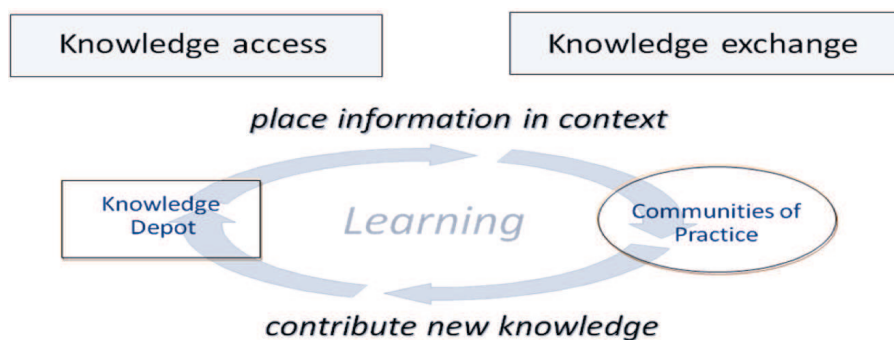 Knowledge access
Knowledge exchange
place information in context
Knowledge
Depot
Learning
Communities of
Practice
contribute new knowledge